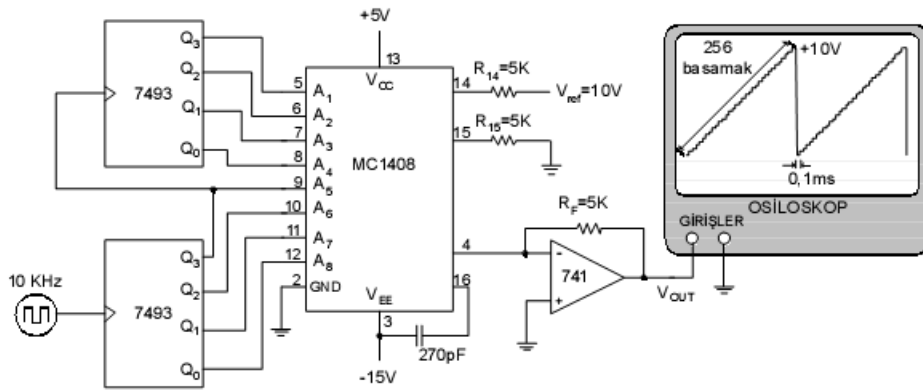 +5V
13
Q3
Q2
Q1
Q0
7493
5
6
7
8
9
10
11
12
2
A1
A2
A3
A4
A5
A6
A7
A8
GND
VCC
MC1408
VEE
3
-15V
270pF
14
R14=5K
Vref=10V
15
R15=5K
4
16
RF=5K
-
+
741
VOUT
10 KHz
7493
Q3
Q2
Q1
Q0
256
basamak
+10V
0,1ms
OSİLOSKOP
GİRİŞLER